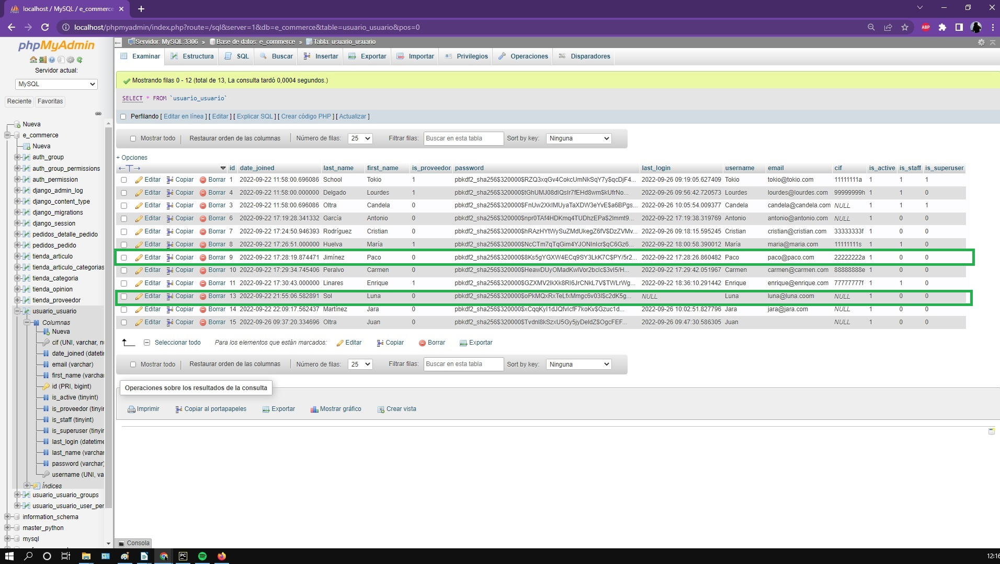 localhost / MySQL / e_commerce
localhost/phpmyadmin/index.php?route=/sql&server=1&db=e_commerce&table=usuario_usuario&pos=0
ABP
phpMyAdmin
Servidor: MySQL:3306 » Base de datos: e_commerce » Tabla: usuario_usuario
Examinar Estructura SQL Buscar Insertar Exportar Importar Privilegios Operaciones Disparadores
Servidor actual:
MySQL
Reciente Favoritas
Nueva
e_commerce
Nueva
auth_group
auth_group_permissions
auth_permission
django_admin_log
django_content_type
django_migrations
django_session
pedidos_detalle_pedido
pedidos_pedido
tienda_articulo
tienda_articulo_categorias
tienda_categoria
tienda_opinion
tienda_proveedor
usuario_usuario
Columnas
Nueva
cif (UNI, varchar, nu
date_joined (datetin
email (varchar)
first_name (varcha
id (PRI, bigint)
is_active (tinyint)
is_proveedor (tinyin
is_staff (tinyint)
is_superuser (tinyin
last_login (datetime
last_name (varchar
password (varchar)
username (UNI, va
Índices
usuario_usuario_groups
usuario_usuario_user_per
information_schema
master_python
mysql
Mostrando filas 0 - 12 (total de 13, La consulta tardó 0,0004 segundos.)
SELECT * FROM `usuario_usuario`
Perfilando [ Editar en línea ] [ Editar ] [ Explicar SQL ] [ Crear código PHP ] [ Actualizar ]
Mostrar todo Restaurar orden de las columnas Número de filas: 25 Filtrar filas: Buscar en esta tabla Sort by key: Ninguna
+ Opciones
←T→ id date_joined last_name first_name is_proveedor password last_login username email cif is_active is_staff is_superuser
Editar Copiar Borrar 1 2022-09-22 11:58:00.696086 School Tokio 1 pbkdf2_sha256$320000$RZQ3xqGv4CokcUmNkSqY7y$qcDjF4... 2022-09-26 09:19:05.627409 Tokio tokio@tokio.com 11111111a 1 1 1
Editar Copiar Borrar 4 2022-09-22 11:58:00.000000 Delgado Lourdes 1 pbkdf2_sha256$320000$tGhUMJ08dIQsIr7fEHd8wm$kUfrNo... 2022-09-26 09:56:42.720573 Lourdes lourdes@lourdes.com 99999999h 1 1 0
Editar Copiar Borrar 3 2022-09-22 11:58:00.696086 Oltra Candela 0 pbkdf2_sha256$320000$FnUw2XklMUyaTaXDW3eYvE$a6BPgs... 2022-09-26 10:05:54.009377 Candela candela@candela.com NULL 1 1 1
Editar Copiar Borrar 6 2022-09-22 17:19:28.341332 García Antonio 0 pbkdf2_sha256$320000$npr0TAf4HDKmq4TUDhzEPa$2lmmt9... 2022-09-22 17:19:38.319769 Antonio antonio@antonio.com NULL 1 0 0
Editar Copiar Borrar 7 2022-09-22 17:24:50.946393 Rodríguez Cristian 0 pbkdf2_sha256$320000$hRAzHYtWySuZMdUkegZ6fV$DzZVMv... 2022-09-26 09:18:15.595245 Cristian cristian@cristian.com 33333333f 1 0 0
Editar Copiar Borrar 8 2022-09-22 17:26:51.000000 Huelva María 1 pbkdf2_sha256$320000$NcCTm7qTqGim4YJONInIcr$qC6Gz6... 2022-09-22 18:00:58.390012 María maria@maria.com 11111111s 1 1 0
Editar Copiar Borrar 9 2022-09-22 17:28:19.874471 Jimínez Paco 0 pbkdf2_sha256$320000$8Ks5gYGXW4ECq9SY3LkK7C$PY/5r2... 2022-09-22 17:28:26.860482 Paco paco@paco.com 22222222a 1 0 0
Editar Copiar Borrar 10 2022-09-22 17:29:34.745406 Peralvo Carmen 0 pbkdf2_sha256$320000$HeawDUyOMadKwlVor2bcIc$3vI5/H... 2022-09-22 17:29:42.051967 Carmen carmen@carmen.com 88888888e 1 0 0
Editar Copiar Borrar 11 2022-09-22 17:30:43.000000 Linares Enrique 1 pbkdf2_sha256$320000$GZXMV2lkXk8RI6JrCNkL7V$TWLrWg... 2022-09-22 18:36:10.291442 Enrique enrique@enrique.com 77777777f 1 1 0
Editar Copiar Borrar 13 2022-09-22 21:55:06.582891 Sol Luna 0 pbkdf2_sha256$320000$oPkMQxRxTeLfxMmgc6v03l$c2dK5g... NULL Luna luna@luna.coom NULL 1 0 0
Editar Copiar Borrar 14 2022-09-22 22:09:17.562437 Martínez Jara 0 pbkdf2_sha256$320000$xCqqKyI1dJQfvIcfF7koKv$Gzuc1d... 2022-09-26 10:02:51.827796 Jara jara@jara.com NULL 1 0 0
Editar Copiar Borrar 15 2022-09-26 09:37:20.334696 Oltra Juan 0 pbkdf2_sha256$320000$Tvdnl8kSzxU5Gy5jyDeldZ$OgcFEF... 2022-09-26 09:47:30.586305 Juan NULL 1 0 0
Seleccionar todo Para los elementos que están marcados: Editar Copiar Borrar Exportar
Mostrar todo Restaurar orden de las columnas Número de filas: 25 Filtrar filas: Buscar en esta tabla Sort by key: Ninguna
Operaciones sobre los resultados de la consulta
Imprimir Copiar al portapapeles Exportar Mostrar gráfico Crear vista
Consola
PC
12:16